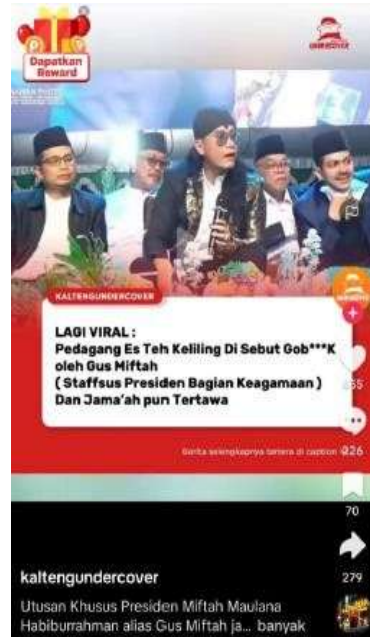 Dapatkan
Reward
KALTENGUNDERCOVER
LAGI VIRAL :
Pedagang Es Teh Keliling Di Sebut Gob***K
oleh Gus Miftah
( Staffsus Presiden Bagian Keagamaan )
Dan Jama'ah pun Tertawa
Berita selengkapnya tertera di caption
226
70
279
kaltengundercover
Utusan Khusus Presiden Miftah Maulana
Habiburrahman alias Gus Miftah ja... banyak